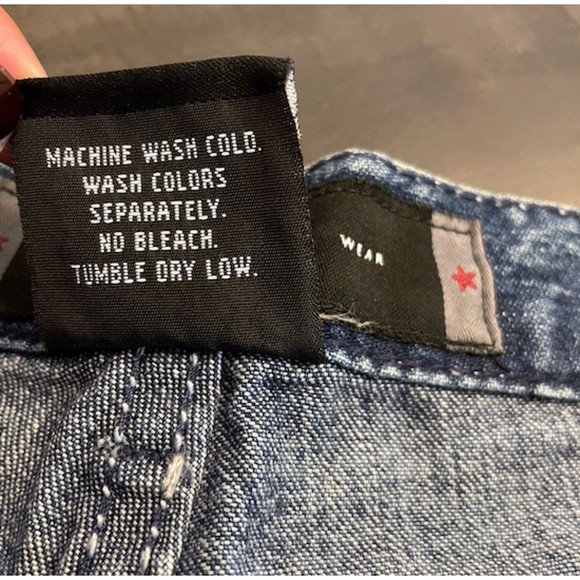 MACHINE WASH COLD.
WASH COLORS
SEPARATELY.
NO BLEACH.
TUMBLE DRY LOW.
WEAR